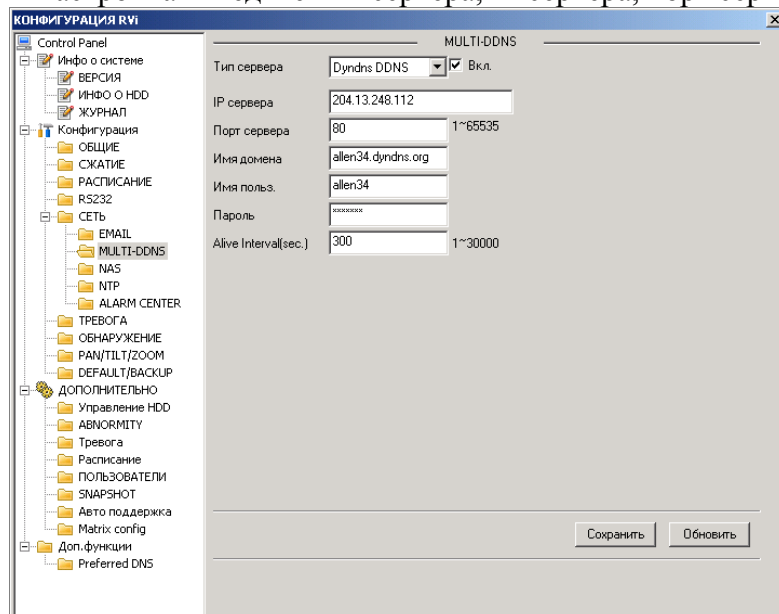 КОНФИГУРАЦИЯ RVi
Control Panel
Инфо о системе
ВЕРСИЯ
ИНФО О HDD
ЖУРНАЛ
Конфигурация
ОБЩИЕ
СЖАТИЕ
РАСПИСАНИЕ
RS232
СЕТЬ
EMAIL
MULTI-DDNS
NAS
NTP
ALARM CENTER
ТРЕВОГА
ОБНАРУЖЕНИЕ
PAN/TILT/ZOOM
DEFAULT/BACKUP
ДОПОЛНИТЕЛЬНО
Управление HDD
ABNORMITY
Тревога
Расписание
ПОЛЬЗОВАТЕЛИ
SNAPSHOT
Авто поддержка
Matrix config
Доп.функции
Preferred DNS
MULTI-DDNS
Тип сервера Dyndns DDNS Вкл.
IP сервера 204.13.248.112
Порт сервера 80 1~65535
Имя домена allen34.dyndns.org
Имя польз. allen34
Пароль ×××××××
Alive Interval(sec.) 300 1~30000
Сохранить Обновить